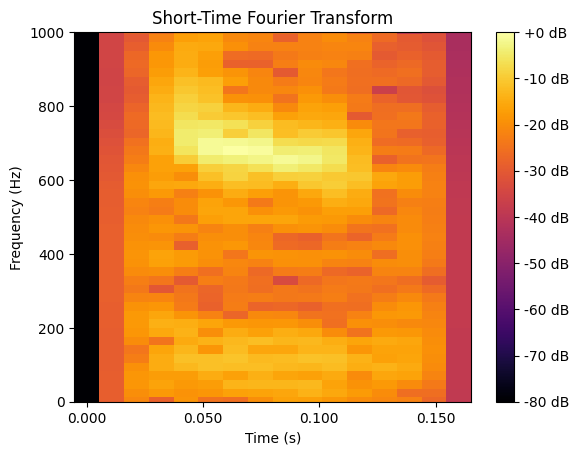 Short-Time Fourier Transform
Frequency (Hz)
1000
800
600
400
200
0
0.000
0.050
0.100
0.150
Time (s)
+0 dB
-10 dB
-20 dB
-30 dB
-40 dB
-50 dB
-60 dB
-70 dB
-80 dB